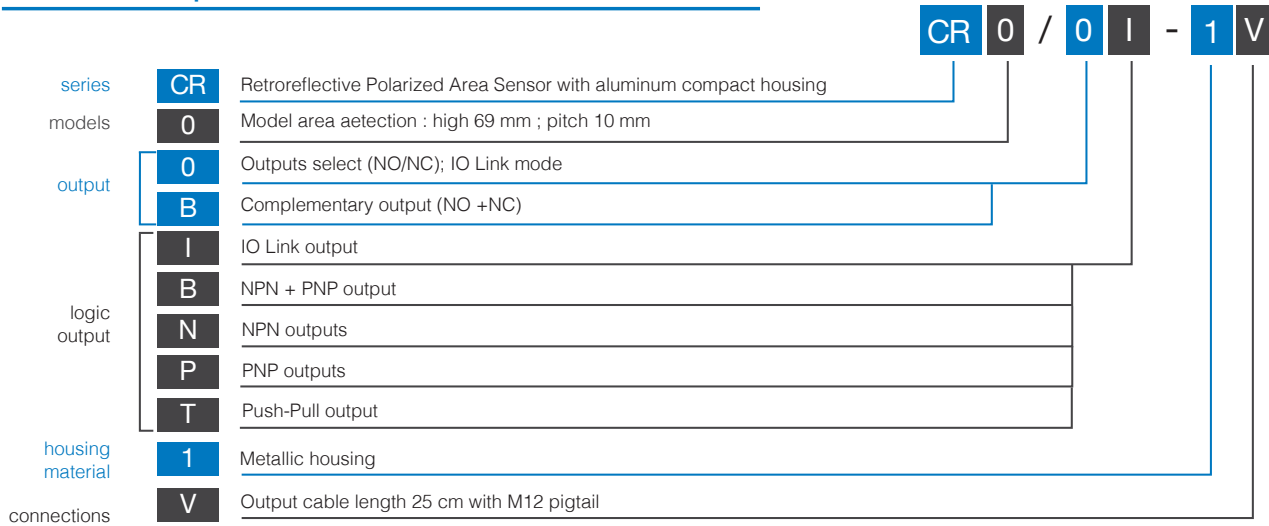 CR 0 / 0 I - 1 V
series CR Retroreflective Polarized Area Sensor with aluminum compact housing
models 0 Model area aetection : high 69 mm ; pitch 10 mm
output
0 Outputs select (NO/NC); IO Link mode
B Complementary output (NO +NC)
logic
output
I IO Link output
B NPN + PNP output
N NPN outputs
P PNP outputs
T Push-Pull output
housing
material
1 Metallic housing
connections V Output cable length 25 cm with M12 pigtail